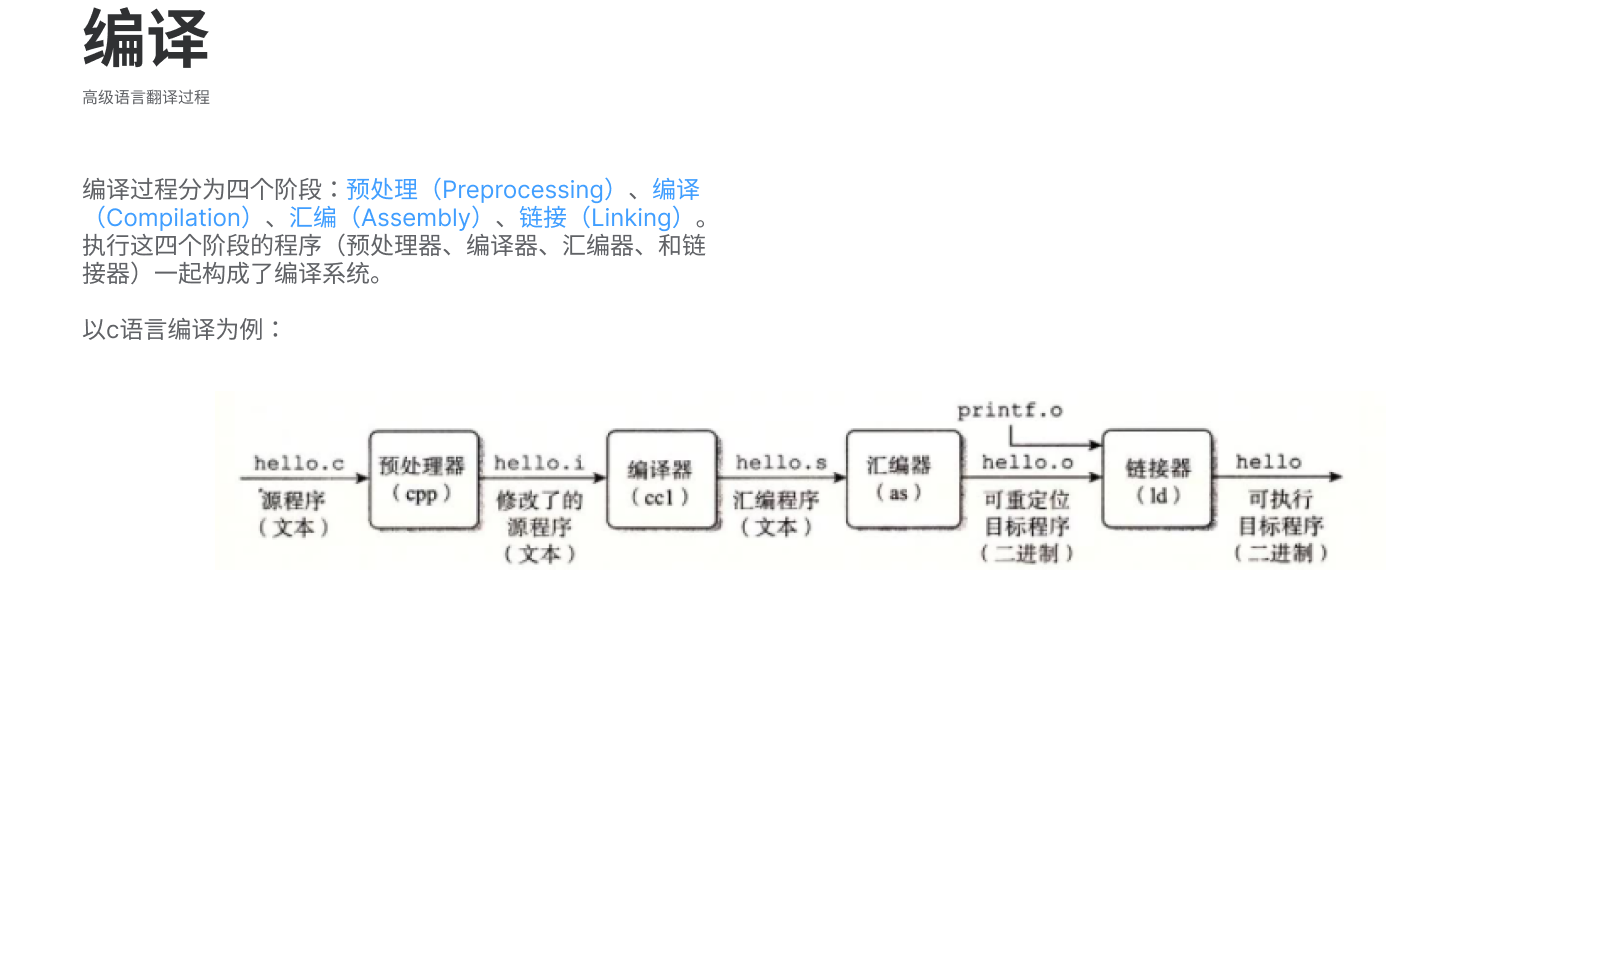 编译
高级语言翻译过程
编译过程分为四个阶段：预处理（Preprocessing）、编译
（Compilation）、汇编（Assembly）、链接（Linking）。
执行这四个阶段的程序（预处理器、编译器、汇编器、和链
接器）一起构成了编译系统。
以c语言编译为例：
hello.c
源程序
（文本）
预处理器
（cpp）
hello.i
修改了的
源程序
（文本）
编译器
（cc1）
hello.s
汇编程序
（文本）
汇编器
（as）
printf.o
hello.o
可重定位
目标程序
（二进制）
链接器
（ld）
hello
可执行
目标程序
（二进制）